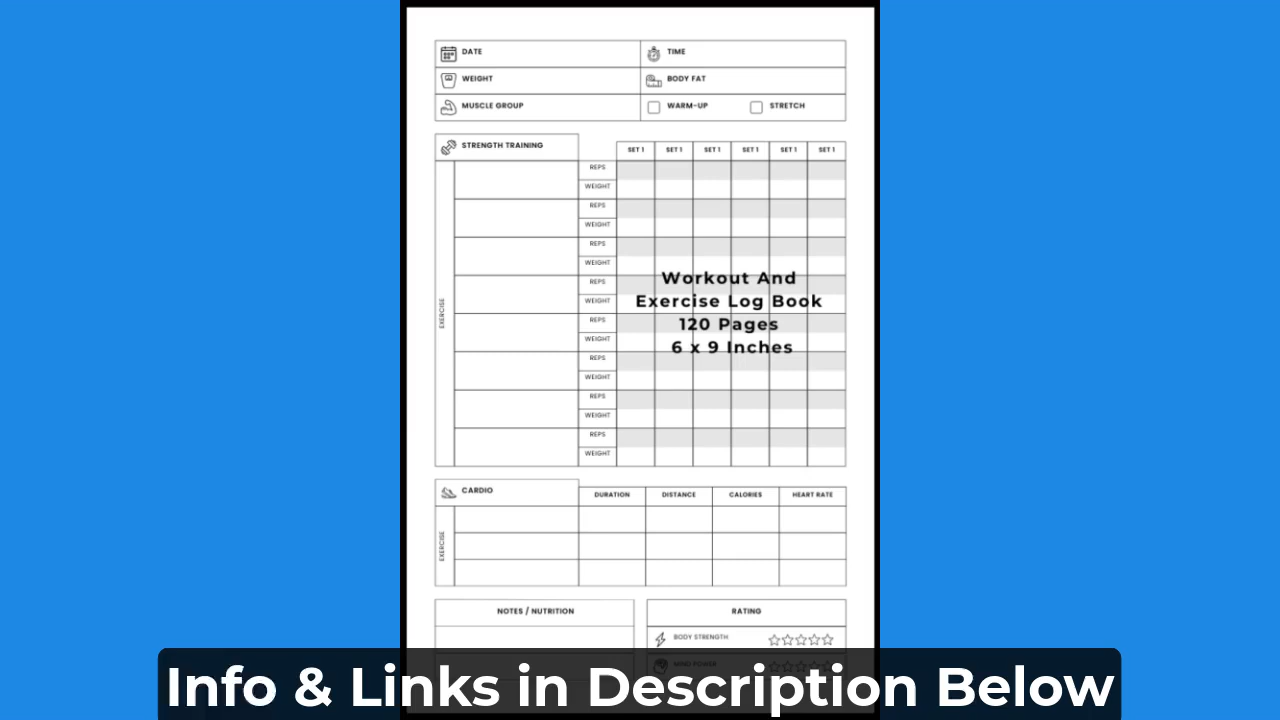 DATE TIME
WEIGHT BODY FAT
MUSCLE GROUP WARM-UP STRETCH
STRENGTH TRAINING
SET 1 SET 1 SET 1 SET 1 SET 1 SET 1
EXERCISE
REPS
WEIGHT
REPS
WEIGHT
REPS
WEIGHT
REPS
WEIGHT
REPS
WEIGHT
REPS
WEIGHT
REPS
WEIGHT
REPS
WEIGHT
Workout And
Exercise Log Book
120 Pages
6 x 9 Inches
CARDIO
DURATION DISTANCE CALORIES HEART RATE
EXERCISE
NOTES / NUTRITION RATING
BODY STRENGTH
MIND POWER
Info & Links in Description Below